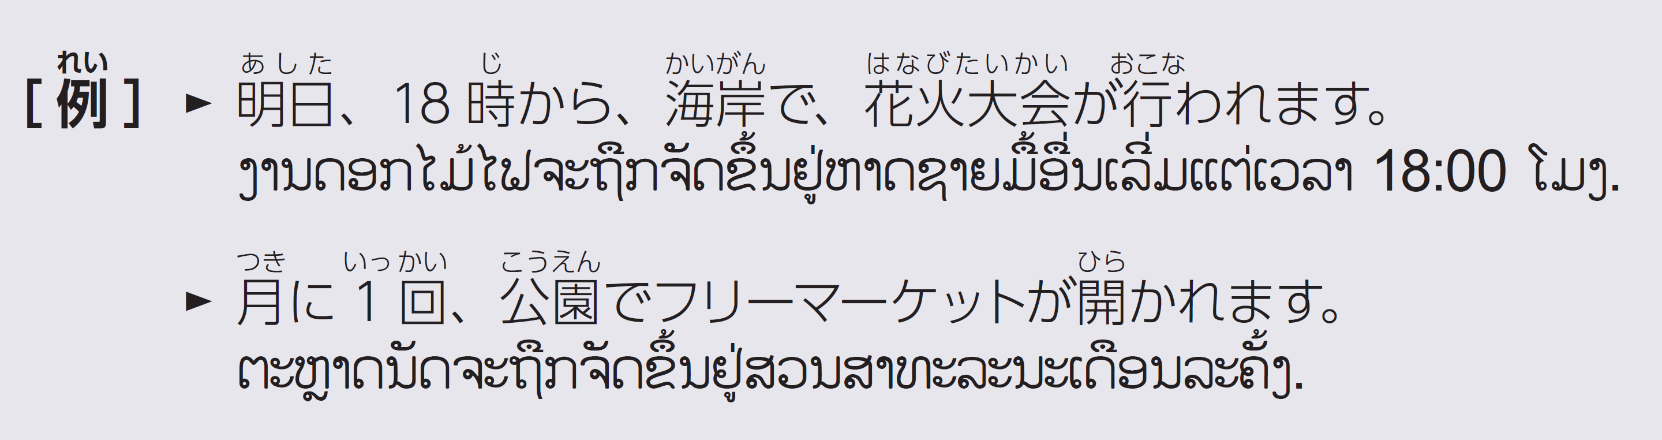 れい
[例]
あした じ かいがん はなびたいかい おこな
► 明日、18 時から、海岸で、花火大会が行われます。
ງານດອກໄມ້ໄຟຈະຖືກຈັດຂຶ້ນຢູ່ຫາດຊາຍມື້ອື່ນເລີ່ມແຕ່ເວລາ 18:00 ໂມງ.
つき いっかい こうえん ひら
► 月に 1 回、公園でフリーマーケットが開かれます。
ຕະຫຼາດນັດຈະຖືກຈັດຂຶ້ນຢູ່ສວນສາທະລະນະເດືອນລະຄັ້ງ.